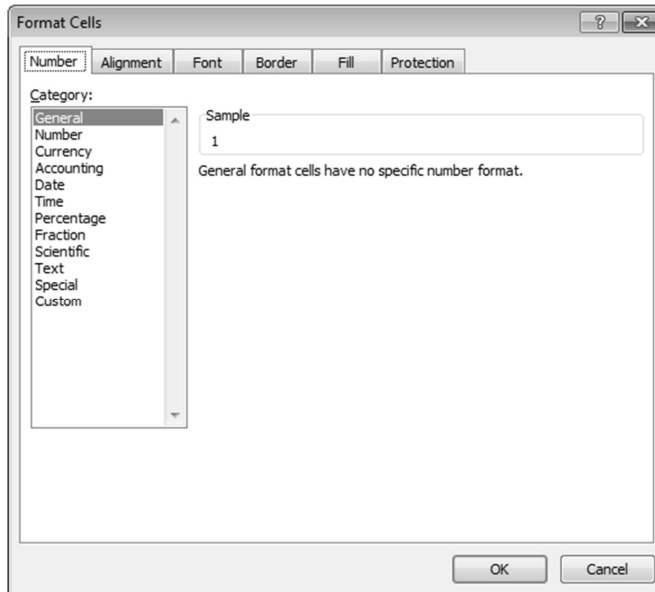 Format Cells
?
Number Alignment Font Border Fill Protection
Category:
General
Number
Currency
Accounting
Date
Time
Percentage
Fraction
Scientific
Text
Special
Custom
Sample
1
General format cells have no specific number format.
OK Cancel